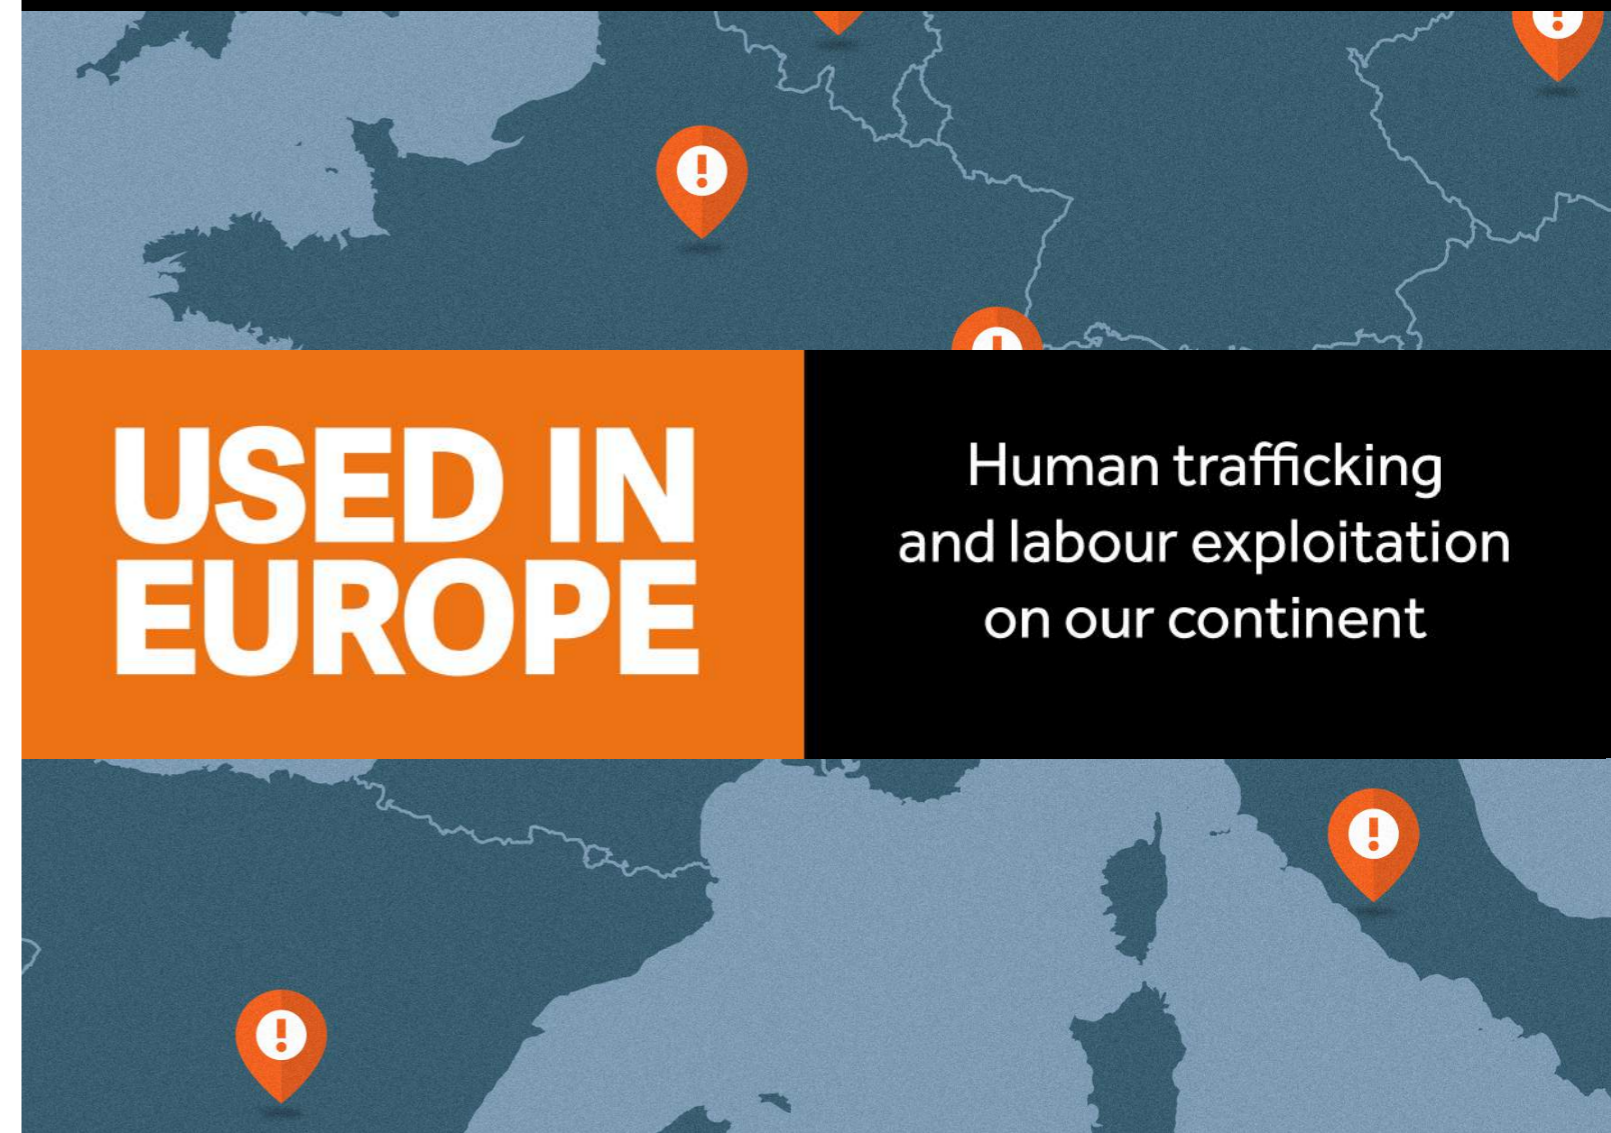 USED IN
EUROPE
Human trafficking
and labour exploitation
on our continent